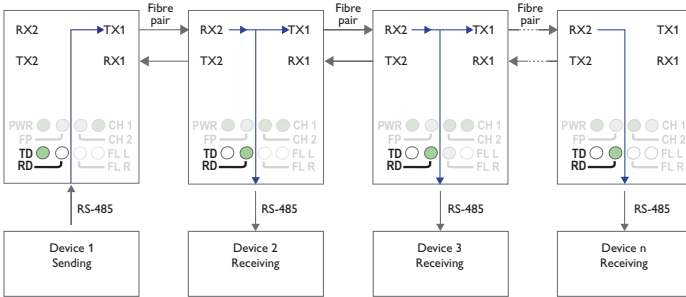 Fibre pair Fibre pair Fibre pair
RX2 TX1 RX2 TX1 RX2 TX1 RX2 TX1
TX2 RX1 TX2 RX1 TX2 RX1 TX2 RX1
PWR CH 1 PWR CH 1 PWR CH 1 PWR CH 1
FP CH 2 FP CH 2 FP CH 2 FP CH 2
TD FL L TD FL L TD FL L TD FL L
RD FL R RD FL R RD FL R RD FL R
RS-485 RS-485 RS-485 RS-485
Device 1 Device 2 Device 3 Device n
Sending Receiving Receiving Receiving